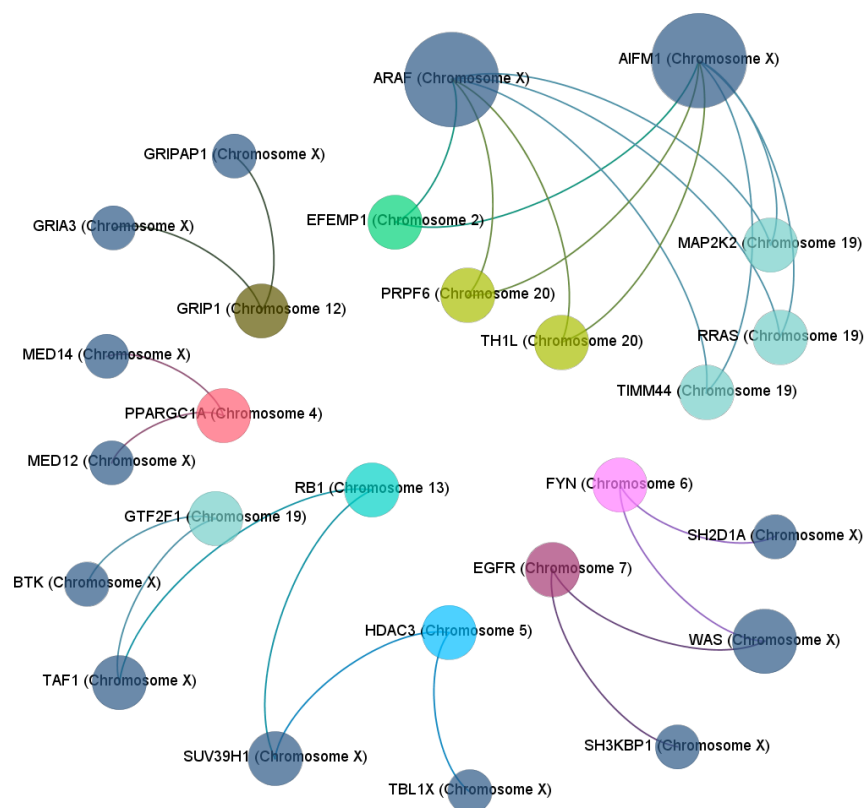 AIFM1 (Chromosome X)
ARAF (Chromosome X)
GRIPAP1 (Chromosome X)
GRIA3 (Chromosome X)
EFEMP1 (Chromosome 2)
MAP2K2 (Chromosome 19)
PRPF6 (Chromosome 20)
GRIP1 (Chromosome 12)
RRAS (Chromosome 19)
TH1L (Chromosome 20)
MED14 (Chromosome X)
TIMM44 (Chromosome 19)
PPARGC1A (Chromosome 4)
MED12 (Chromosome X)
FYN (Chromosome 6)
RB1 (Chromosome 13)
GTF2F1 (Chromosome 19)
SH2D1A (Chromosome X)
EGFR (Chromosome 7)
BTK (Chromosome X)
HDAC3 (Chromosome 5)
WAS (Chromosome X)
TAF1 (Chromosome X)
SH3KBP1 (Chromosome X)
SUV39H1 (Chromosome X)
TBL1X (Chromosome X)